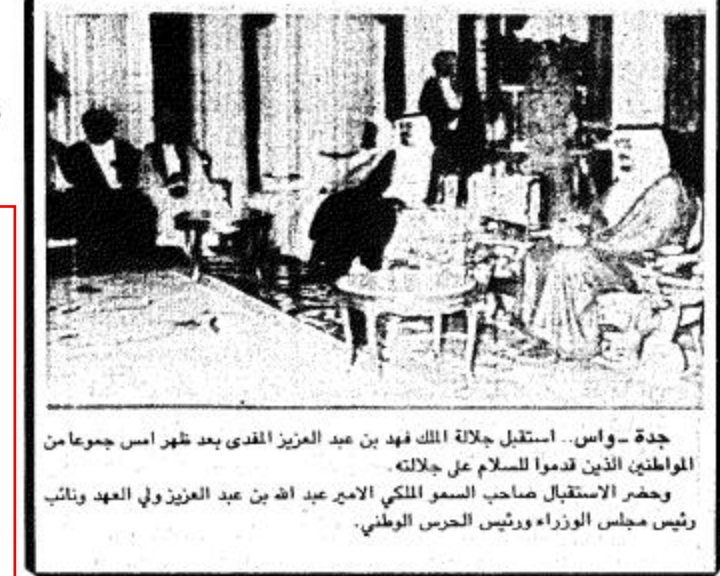 جدة ــ واس.. استقبل جلالة الملك فهد بن عبد العزيز المفدى بعد ظهر امس جموعا من
المواطنين الذين قدموا للسلام على جلالته.
وحضر الاستقبال صاحب السمو الملكي الامير عبد الله بن عبد العزيز ولي العهد ونائب
رئيس مجلس الوزراء ورئيس الحرس الوطني.